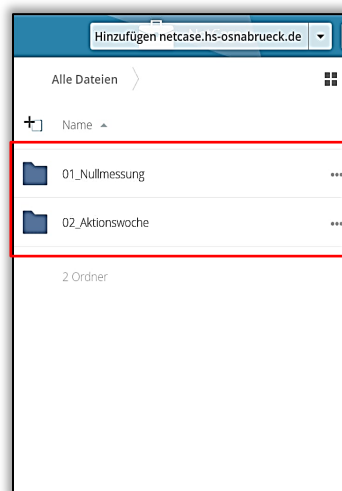 Hinzufügen netcase.hs-osnabrueck.de
Alle Dateien
Name
01_Nullmessung
02_Aktionswoche
2 Ordner